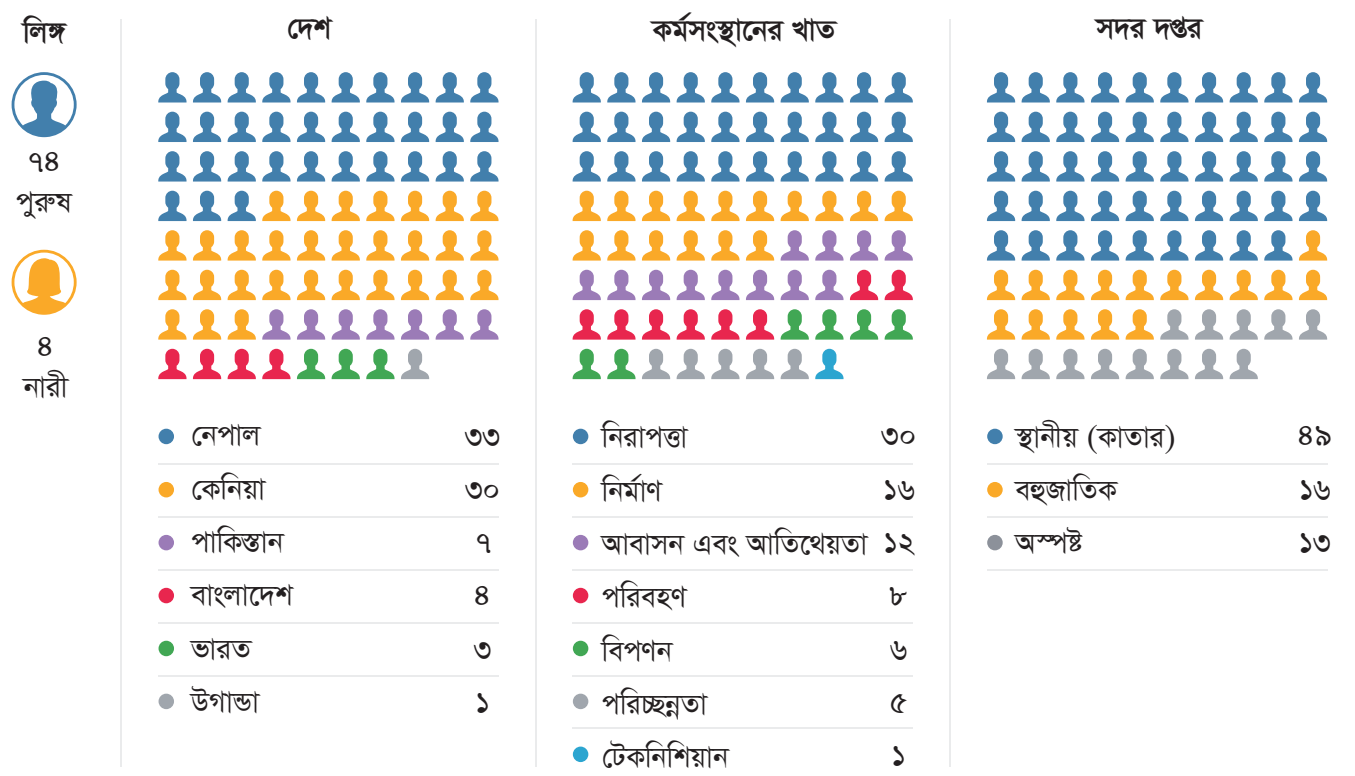 লিঙ্গ
৭৪
পুরুষ
৪
নারী
দেশ
নেপাল ৩৩
কেনিয়া ৩০
পাকিস্তান ৭
বাংলাদেশ ৪
ভারত ৩
উগান্ডা ১
কর্মসংস্থানের খাত
নিরাপত্তা ৩০
নির্মাণ ১৬
আবাসন এবং আতিথেয়তা ১২
পরিবহণ ৮
বিপণন ৬
পরিচ্ছন্নতা ৫
টেকনিশিয়ান ১
সদর দপ্তর
স্থানীয় (কাতার) ৪৯
বহুজাতিক ১৬
অস্পষ্ট ১৩